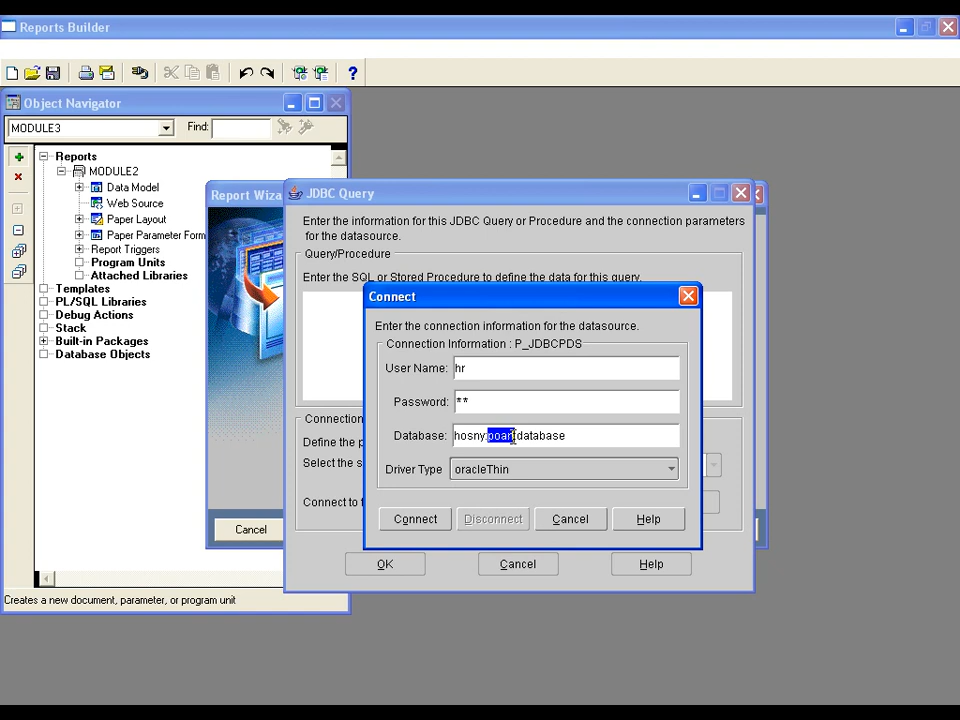 Reports Builder
Object Navigator
MODULE3
Find:
Reports
MODULE2
Data Model
Web Source
Paper Layout
Paper Parameter Form
Report Triggers
Program Units
Attached Libraries
Templates
PL/SQL Libraries
Debug Actions
Stack
Built-in Packages
Database Objects
Creates a new document, parameter, or program unit
Report Wiza
Cancel
JDBC Query
Enter the information for this JDBC Query or Procedure and the connection parameters
for the datasource.
Query/Procedure
Enter the SQL or Stored Procedure to define the data for this query.
Connection
Define the p
Select the s
Connect to t
OK
Cancel
Help
Connect
Enter the connection information for the datasource.
Connection Information : P_JDBCPDS
User Name: hr
Password: **
Database: hosny:poart:database
Driver Type oracleThin
Connect
Disconnect
Cancel
Help